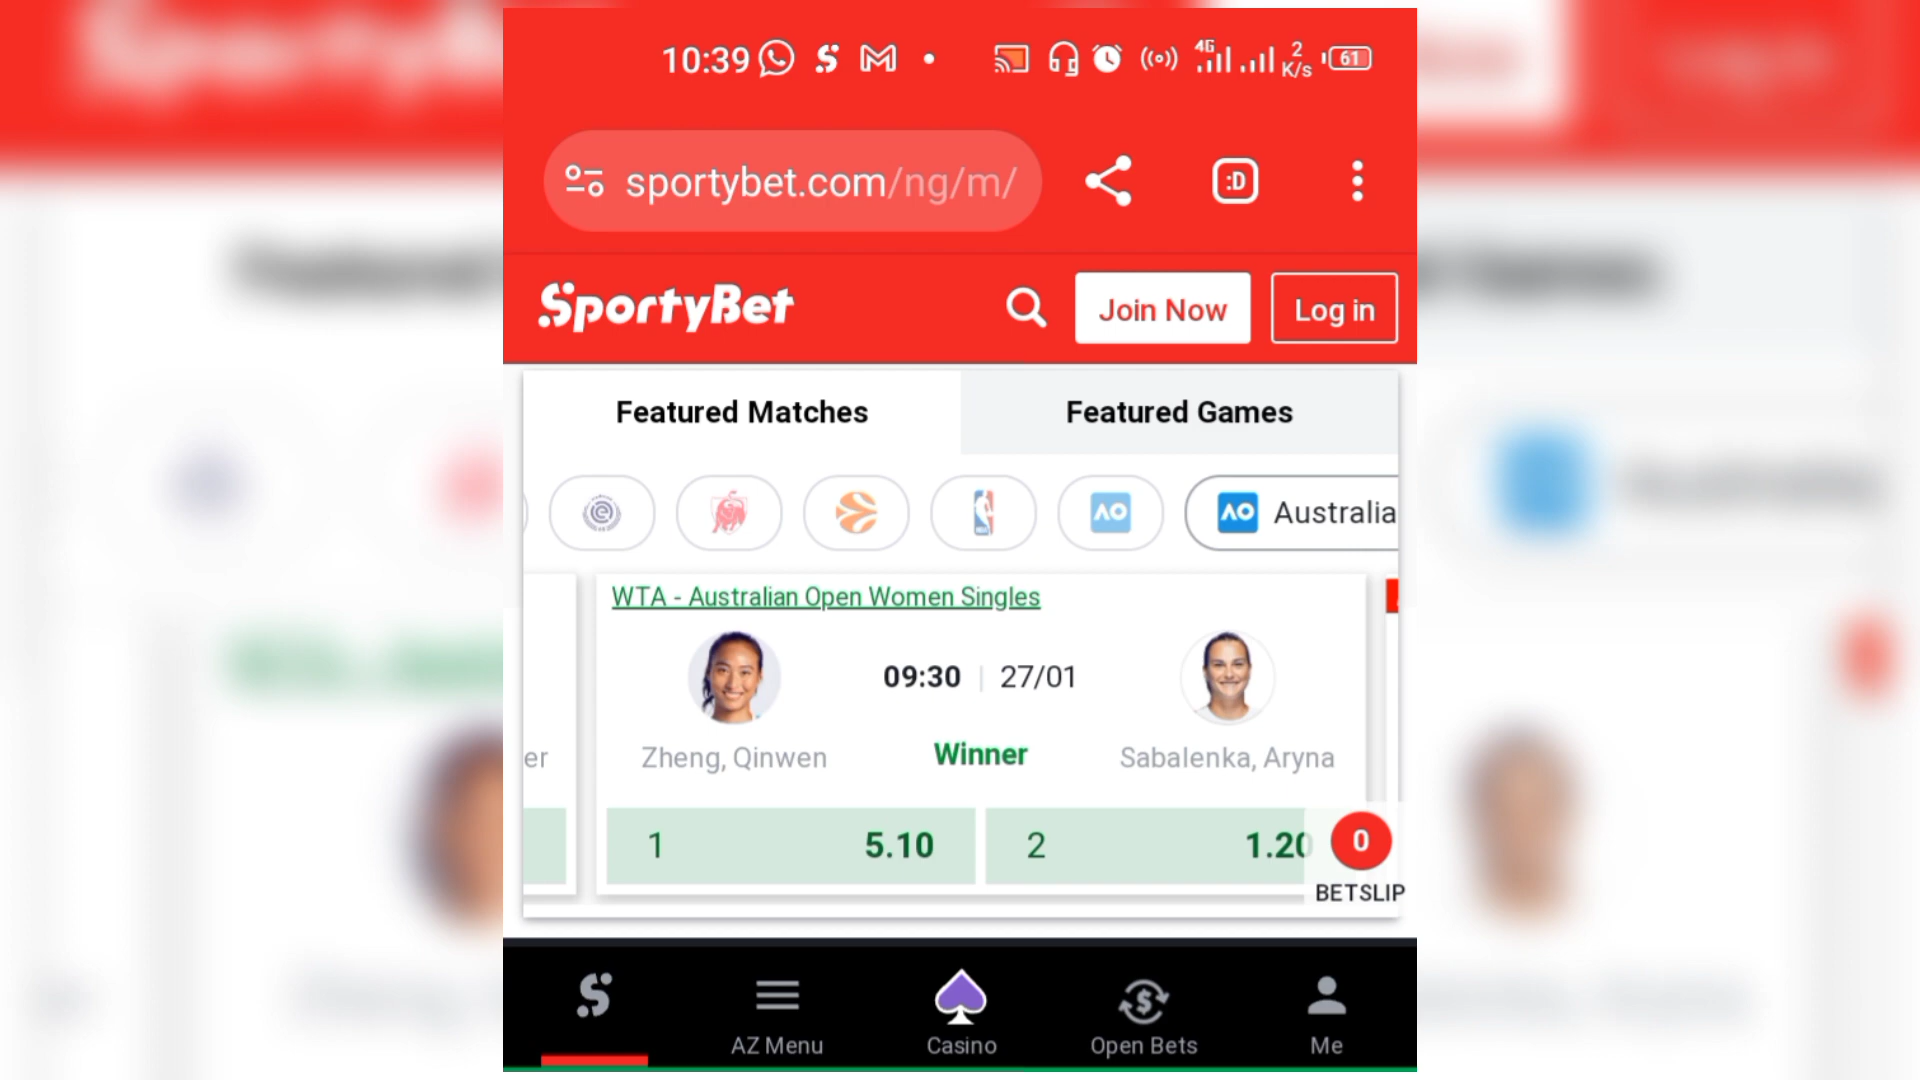 10:39 4G 2 K/s 61
sportybet.com/ng/m/
:D
SportyBet
Join Now
Log in
Featured Matches
Featured Games
AO
AO Australia
WTA - Australian Open Women Singles
09:30 | 27/01
er
Zheng, Qinwen
Winner
Sabalenka, Aryna
1 5.10
2 1.20
0
BETSLIP
AZ Menu
Casino
Open Bets
Me